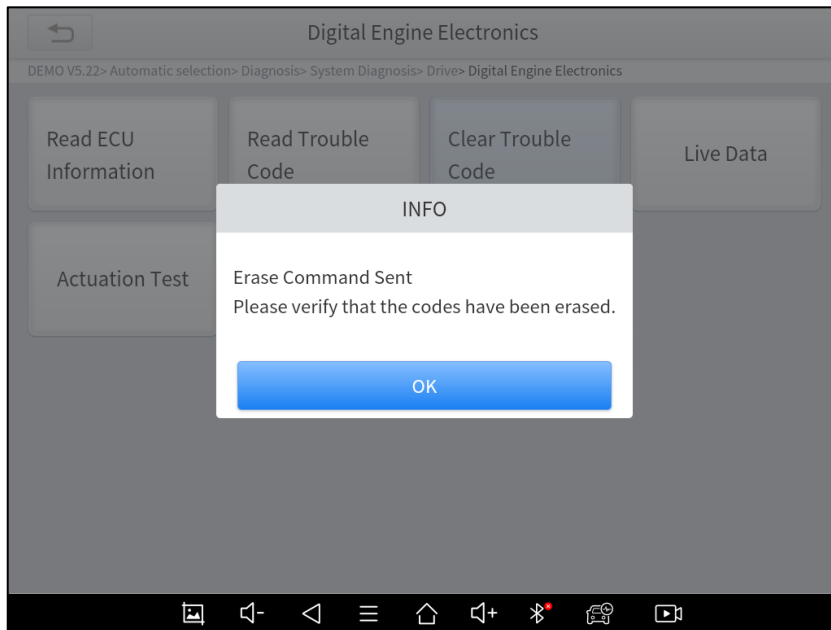 Digital Engine Electronics
DEMO V5.22> Automatic selection> Diagnosis> System Diagnosis> Drive> Digital Engine Electronics
Read ECU
Information
Read Trouble
Code
Clear Trouble
Code
Live Data
Actuation Test
INFO
Erase Command Sent
Please verify that the codes have been erased.
OK